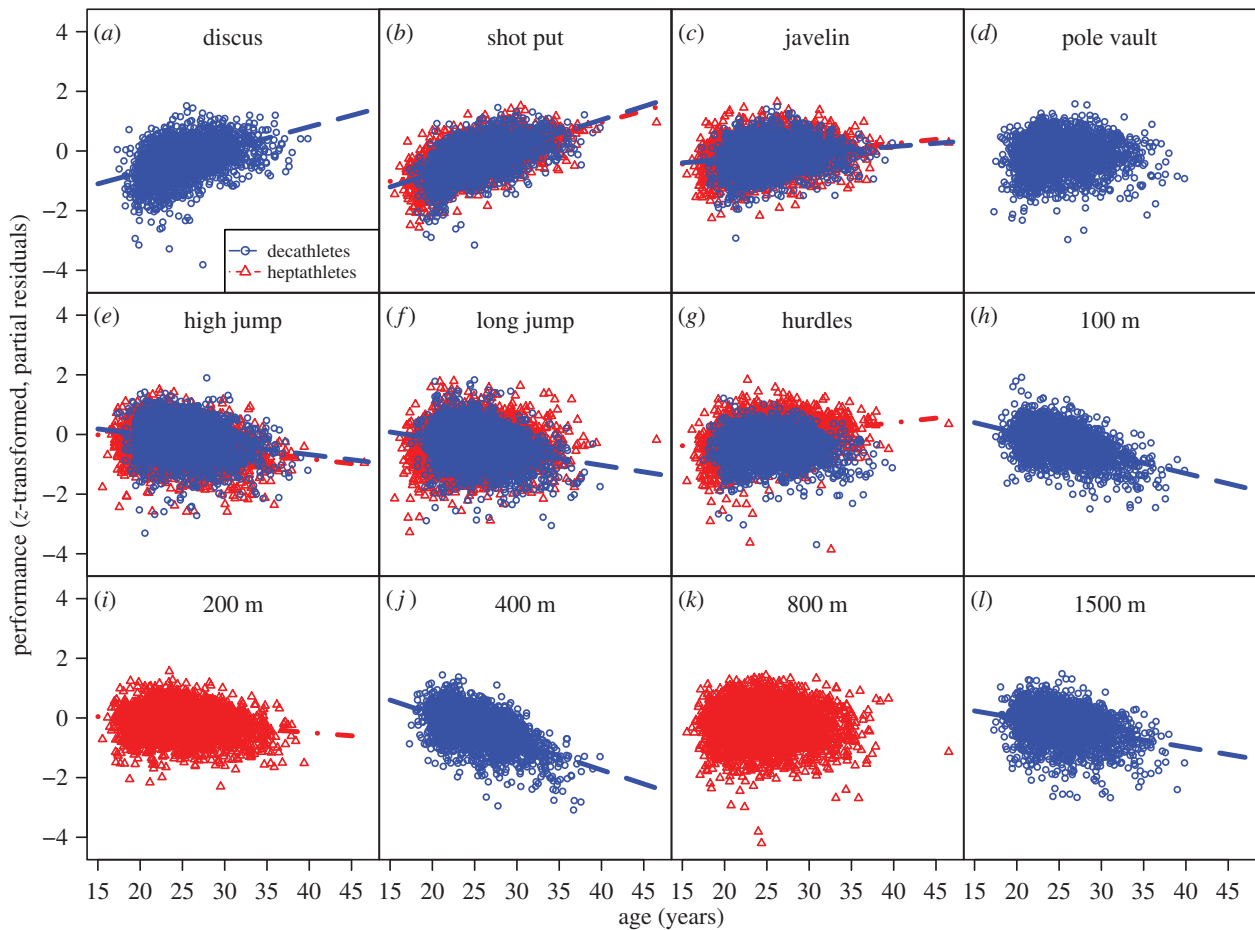 (a) discus
(b) shot put
(c) javelin
(d) pole vault
4
2
0
−2
−4
decathletes
heptathletes
(e) high jump
(f) long jump
(g) hurdles
(h) 100 m
4
2
0
−2
−4
performance (z-transformed, partial residuals)
(i) 200 m
(j) 400 m
(k) 800 m
(l) 1500 m
4
2
0
−2
−4
15 20 25 30 35 40 45 15 20 25 30 35 40 45 15 20 25 30 35 40 45 15 20 25 30 35 40 45
age (years)